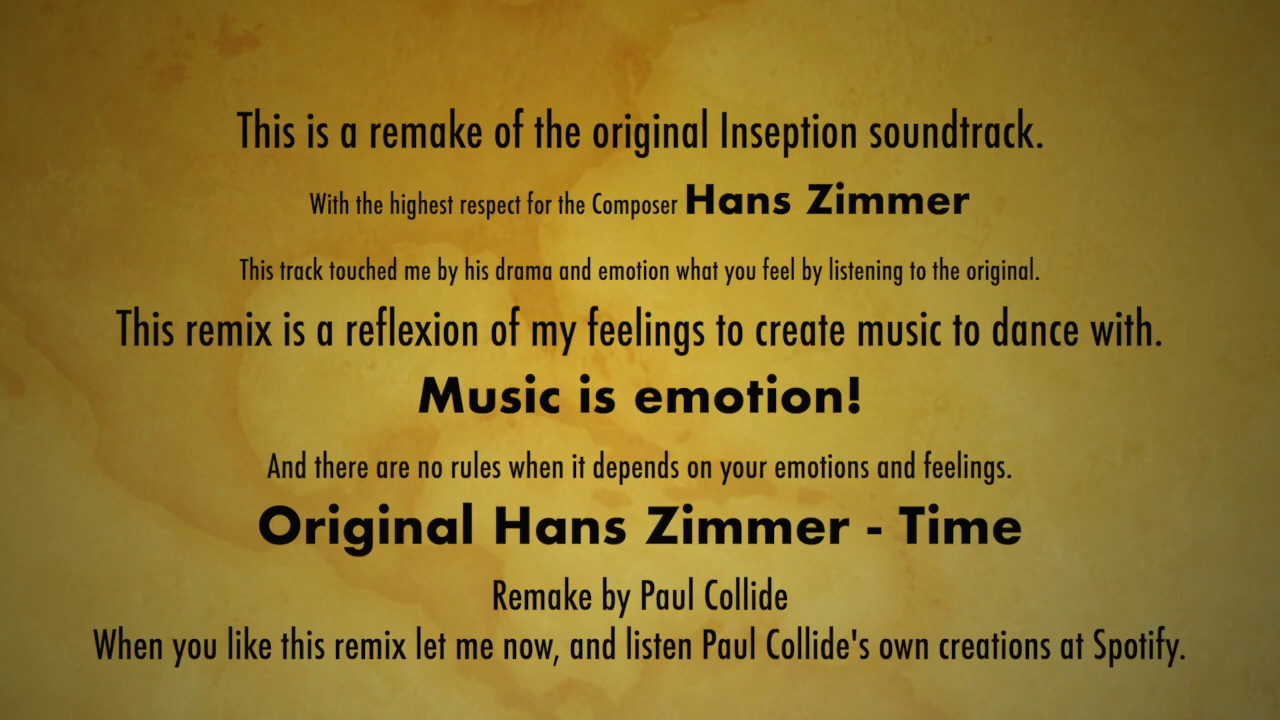 This is a remake of the original Inseption soundtrack.
With the highest respect for the Composer Hans Zimmer
This track touched me by his drama and emotion what you feel by listening to the original.
This remix is a reflexion of my feelings to create music to dance with.
Music is emotion!
And there are no rules when it depends on your emotions and feelings.
Original Hans Zimmer - Time
Remake by Paul Collide
When you like this remix let me now, and listen Paul Collide's own creations at Spotify.